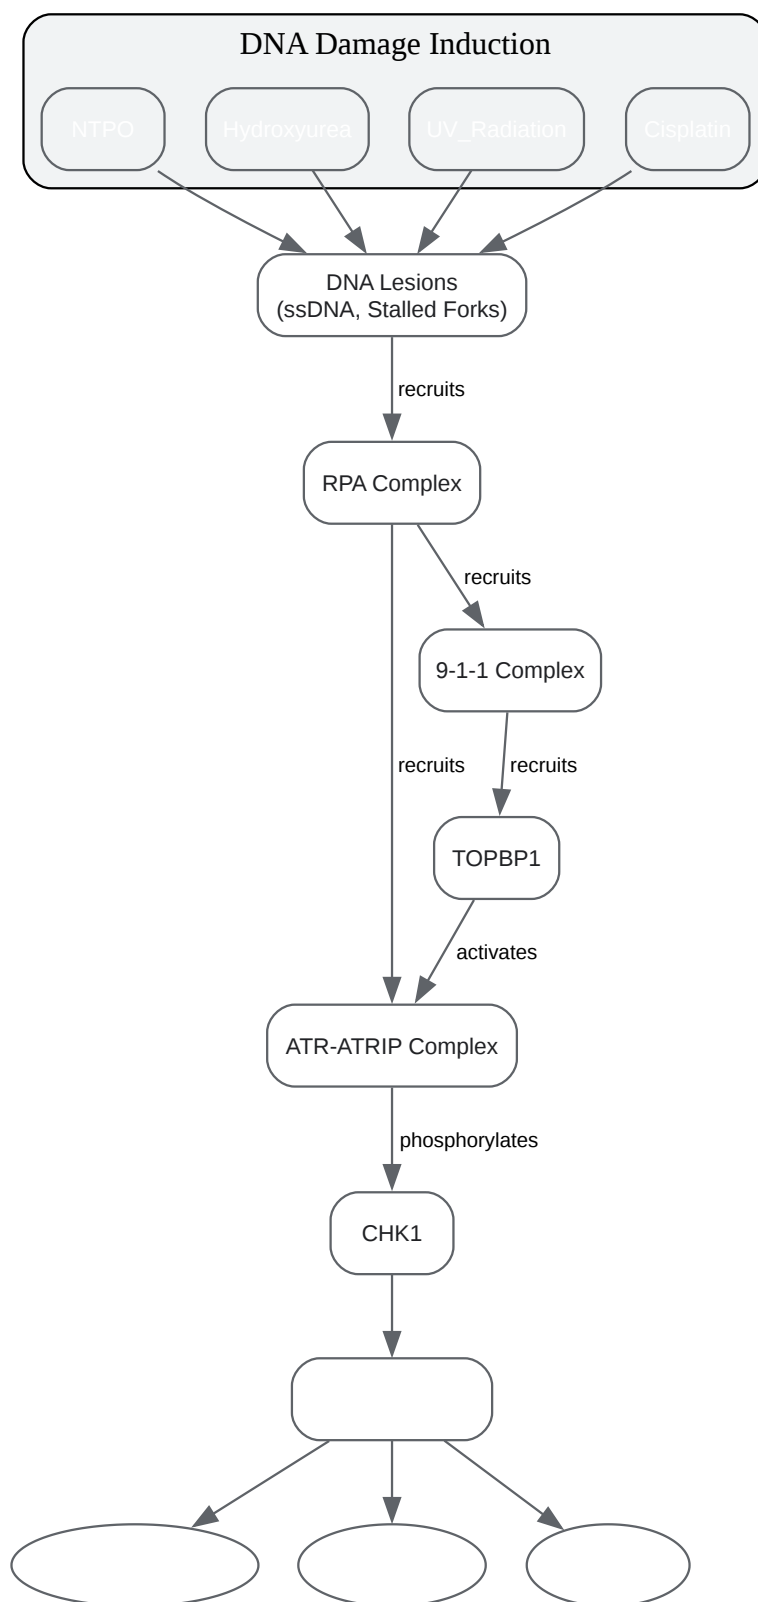 DNA Damage Induction
NTPO
Hydroxyurea
UV_Radiation
Cisplatin
DNA Lesions
(ssDNA, Stalled Forks)
recruits
RPA Complex
recruits
9-1-1 Complex
recruits
recruits
TOPBP1
activates
ATR-ATRIP Complex
phosphorylates
CHK1